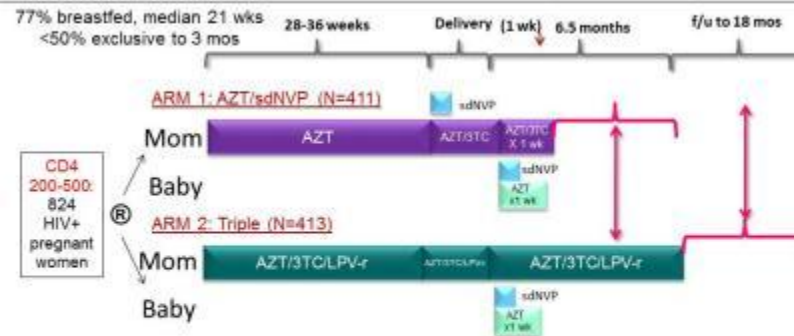 77% breastfed, median 21 wks
<50% exclusive to 3 mos
28-36 weeks
Delivery
(1 wk)
6.5 months
f/u to 18 mos
ARM 1: AZT/sdNVP (N=411)
sdNVP
Mom
AZT
AZT/3TC
AZT/3TC
X 1 wk
Baby
sdNVP
AZT
x1 wk
CD4
200-500:
824
HIV+
pregnant
women
®
ARM 2: Triple (N=413)
Mom
AZT/3TC/LPV-r
AZT/3TC/LPV-r
AZT/3TC/LPV-r
Baby
sdNVP
AZT
x1 wk